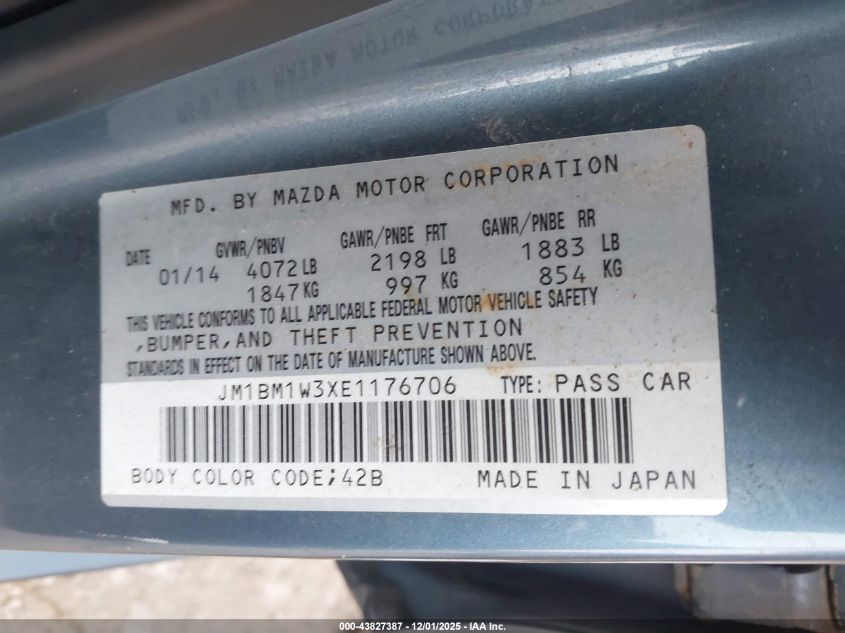 MFD. BY MAZDA MOTOR CORPORATION
DATE GVWR/PNBV GAWR/PNBE FRT GAWR/PNBE RR
01/14 4072 LB 2198 LB 1883 LB
1847 KG 997 KG 854 KG
THIS VEHICLE CONFORMS TO ALL APPLICABLE FEDERAL MOTOR VEHICLE SAFETY
,BUMPER,AND THEFT PREVENTION
STANDARDS IN EFFECT ON THE DATE OF MANUFACTURE SHOWN ABOVE.
JM1BM1W3XE1176706 TYPE: PASS CAR
BODY COLOR CODE;42B MADE IN JAPAN
000-43827387 - 12/01/2025 - IAA Inc.